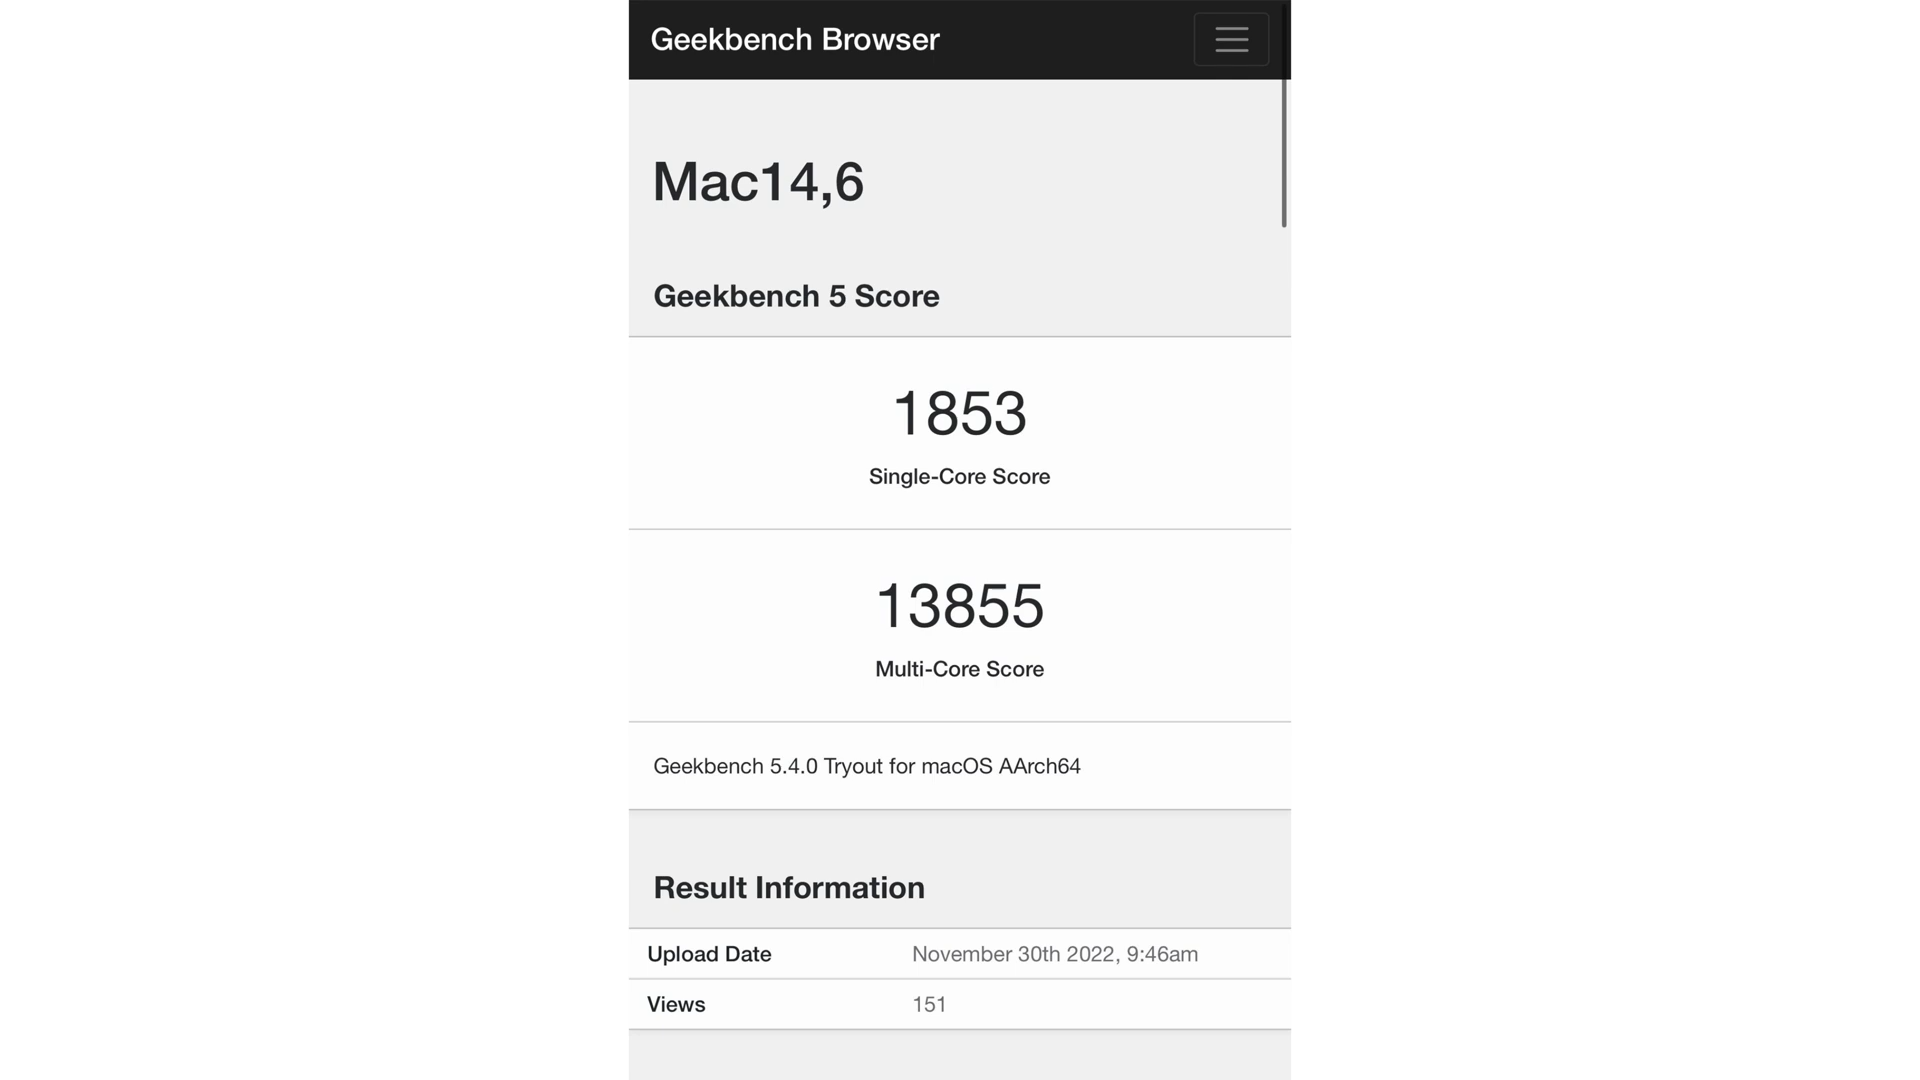 Geekbench Browser
Mac14,6
Geekbench 5 Score
1853
Single-Core Score
13855
Multi-Core Score
Geekbench 5.4.0 Tryout for macOS AArch64
Result Information
Upload Date November 30th 2022, 9:46am
Views 151